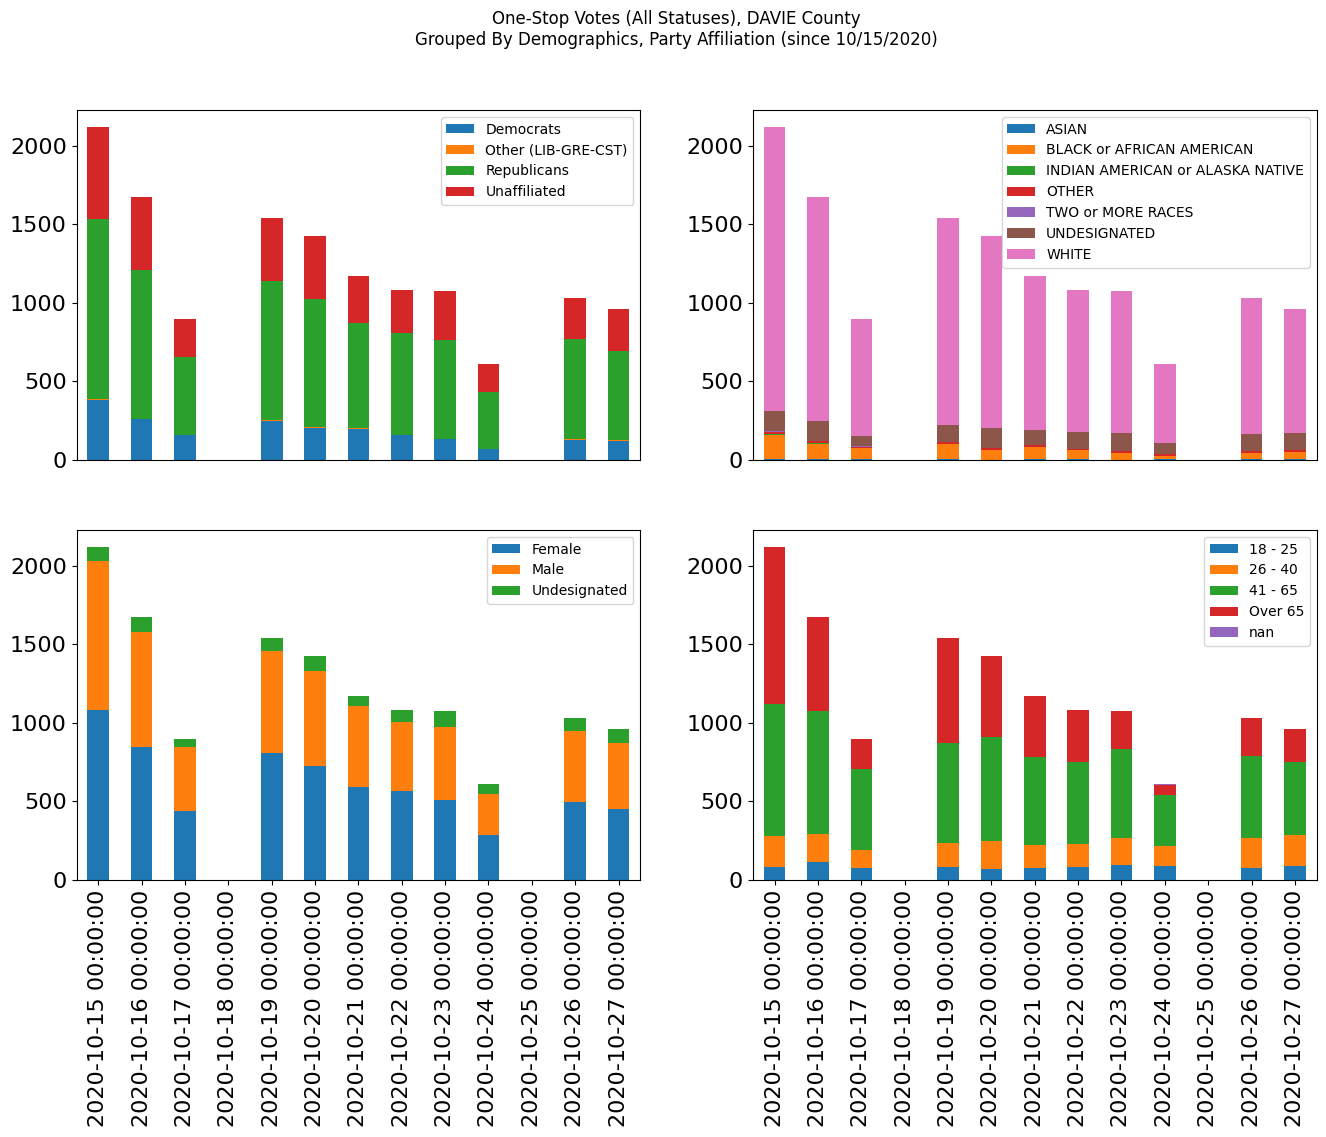 One-Stop Votes (All Statuses), DAVIE County
Grouped By Demographics, Party Affiliation (since 10/15/2020)
2000
1500
1000
500
0
Democrats
Other (LIB-GRE-CST)
Republicans
Unaffiliated
2000
1500
1000
500
0
ASIAN
BLACK or AFRICAN AMERICAN
INDIAN AMERICAN or ALASKA NATIVE
OTHER
TWO or MORE RACES
UNDESIGNATED
WHITE
2000
1500
1000
500
0
Female
Male
Undesignated
2020-10-15 00:00:00
2020-10-16 00:00:00
2020-10-17 00:00:00
2020-10-18 00:00:00
2020-10-19 00:00:00
2020-10-20 00:00:00
2020-10-21 00:00:00
2020-10-22 00:00:00
2020-10-23 00:00:00
2020-10-24 00:00:00
2020-10-25 00:00:00
2020-10-26 00:00:00
2020-10-27 00:00:00
2000
1500
1000
500
0
18 - 25
26 - 40
41 - 65
Over 65
nan
2020-10-15 00:00:00
2020-10-16 00:00:00
2020-10-17 00:00:00
2020-10-18 00:00:00
2020-10-19 00:00:00
2020-10-20 00:00:00
2020-10-21 00:00:00
2020-10-22 00:00:00
2020-10-23 00:00:00
2020-10-24 00:00:00
2020-10-25 00:00:00
2020-10-26 00:00:00
2020-10-27 00:00:00